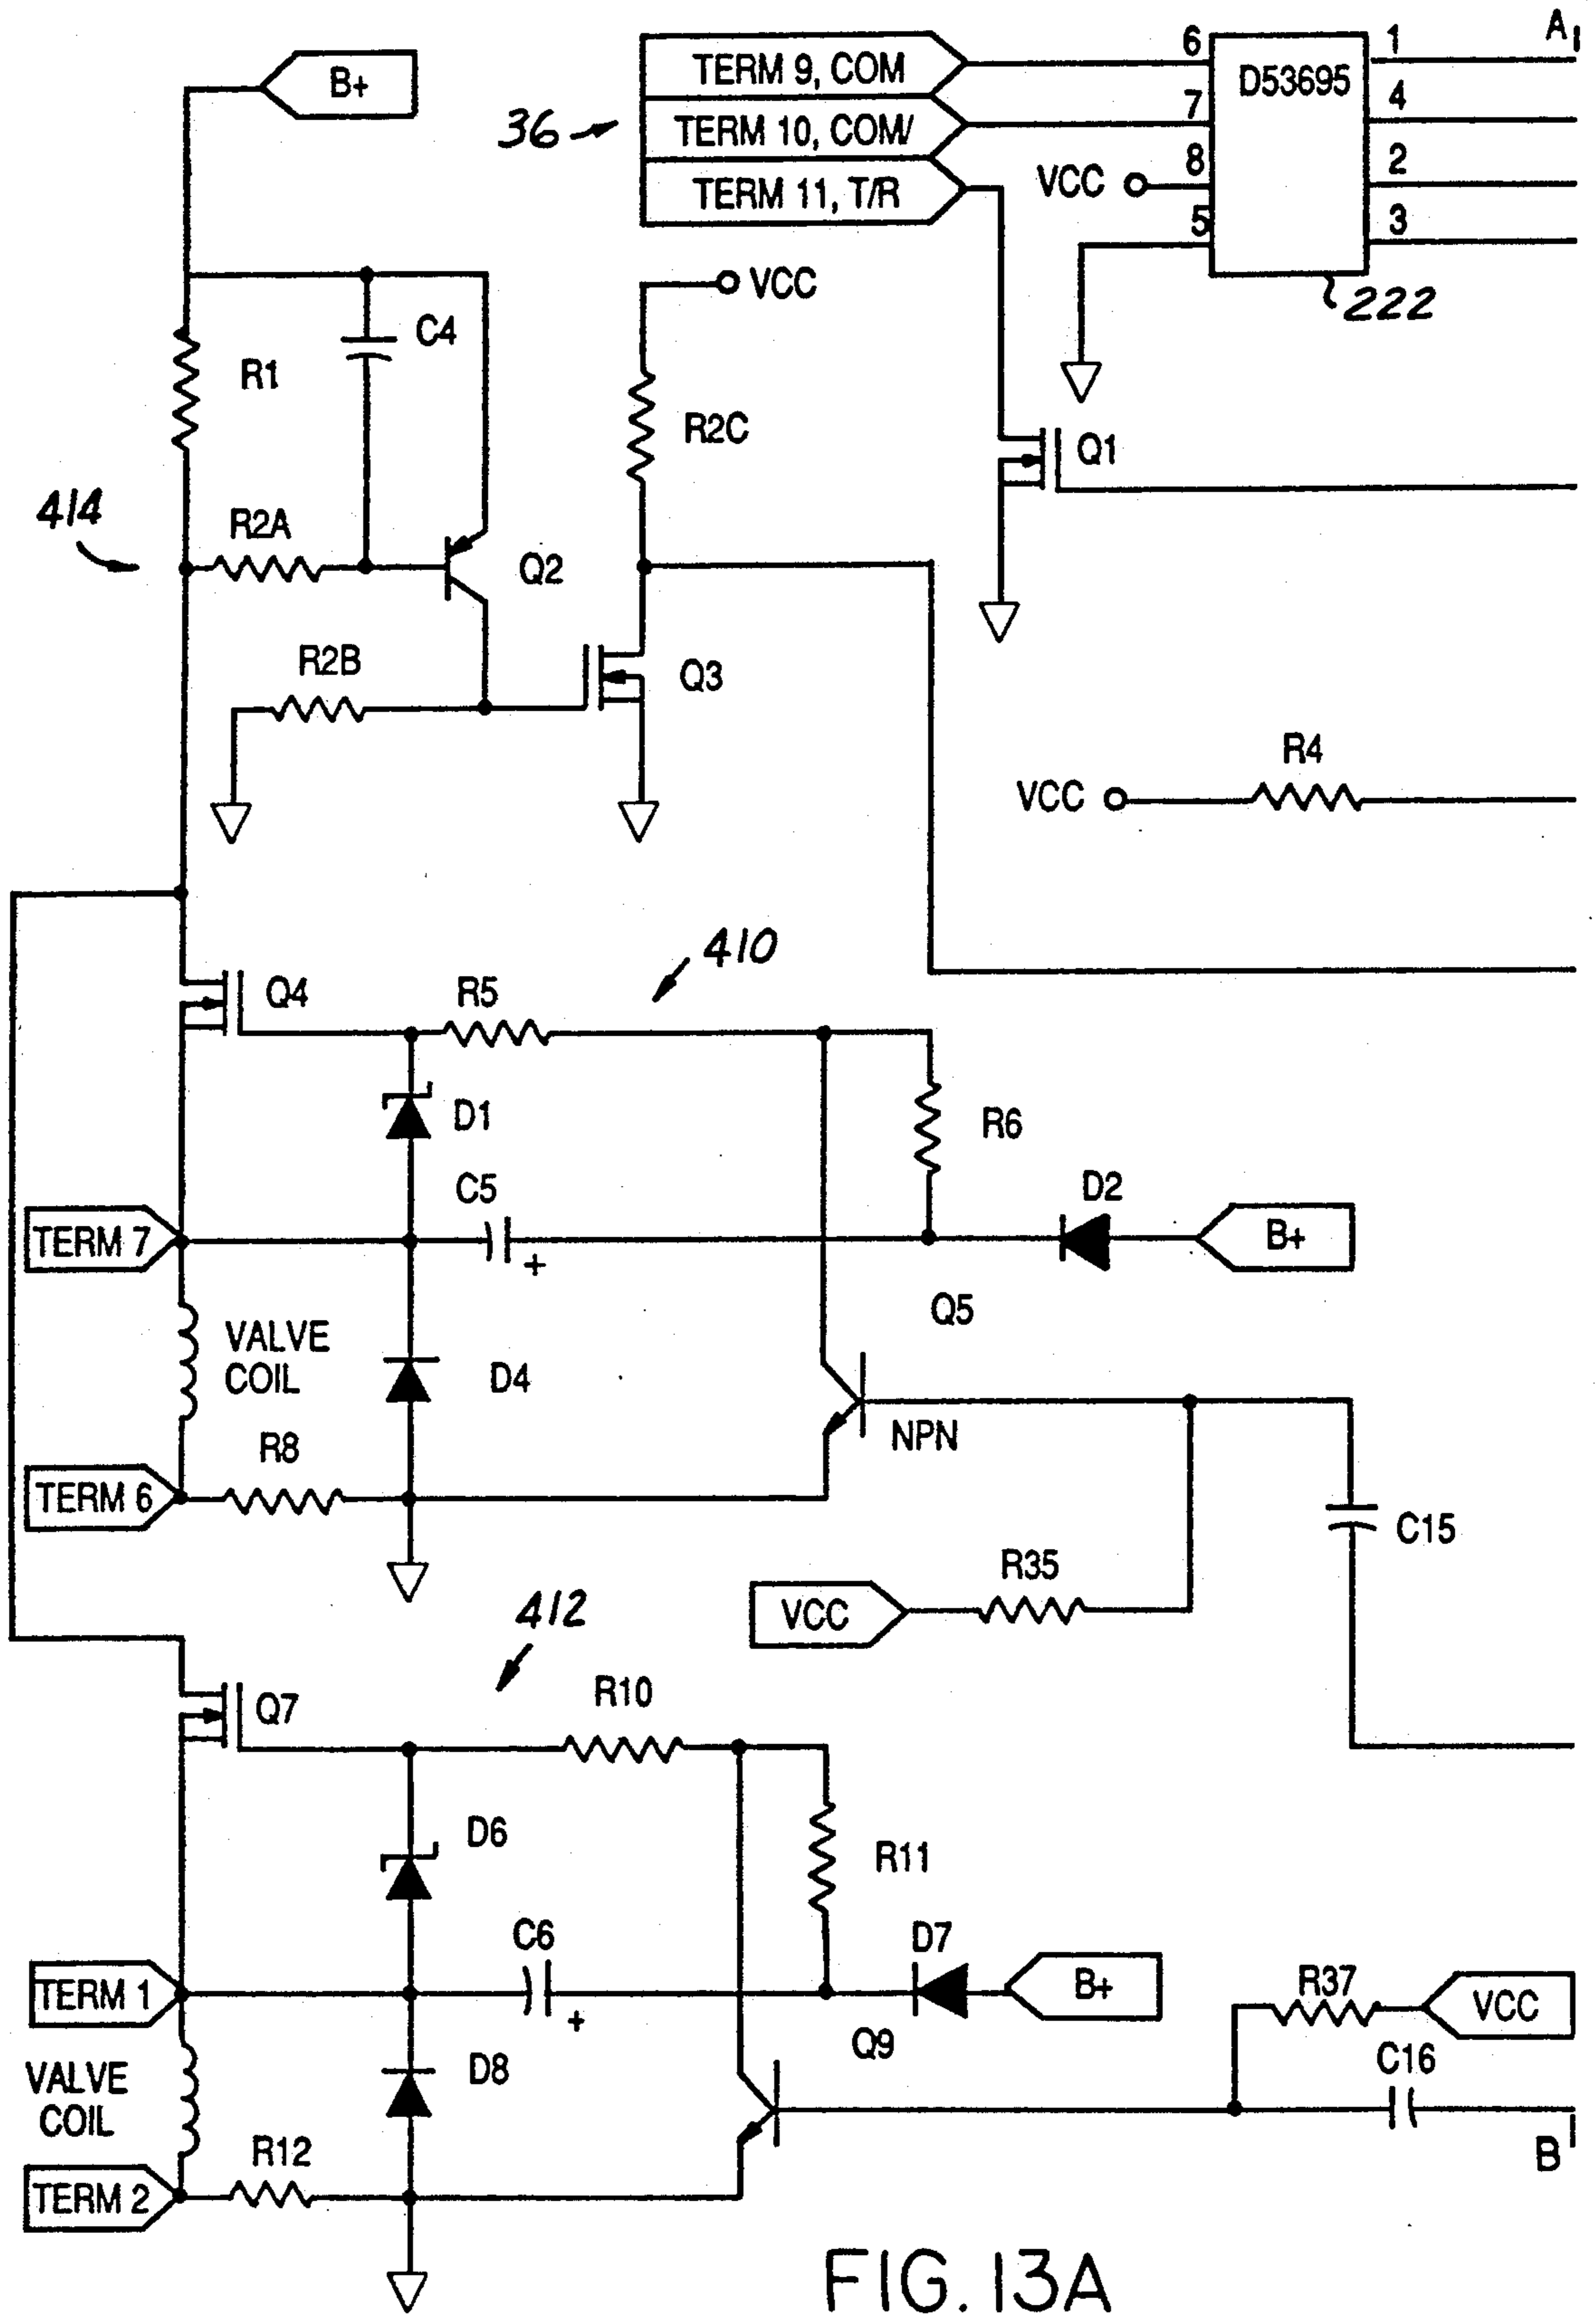 B+
TERM 9, COM
TERM 10, COM/
TERM 11, T/R
36
6
7
8
5
D53695
1
4
2
3
A
VCC
222
VCC
R1
C4
R2C
Q1
414
R2A
Q2
R2B
Q3
R4
VCC
410
Q4
R5
D1
R6
C5
+
D2
B+
TERM 7
Q5
VALVE
COIL
D4
NPN
R8
TERM 6
C15
R35
VCC
412
Q7
R10
D6
R11
C6
+
D7
B+
TERM 1
R37
VCC
Q9
C16
VALVE
COIL
D8
R12
TERM 2
B
FIG. 13A